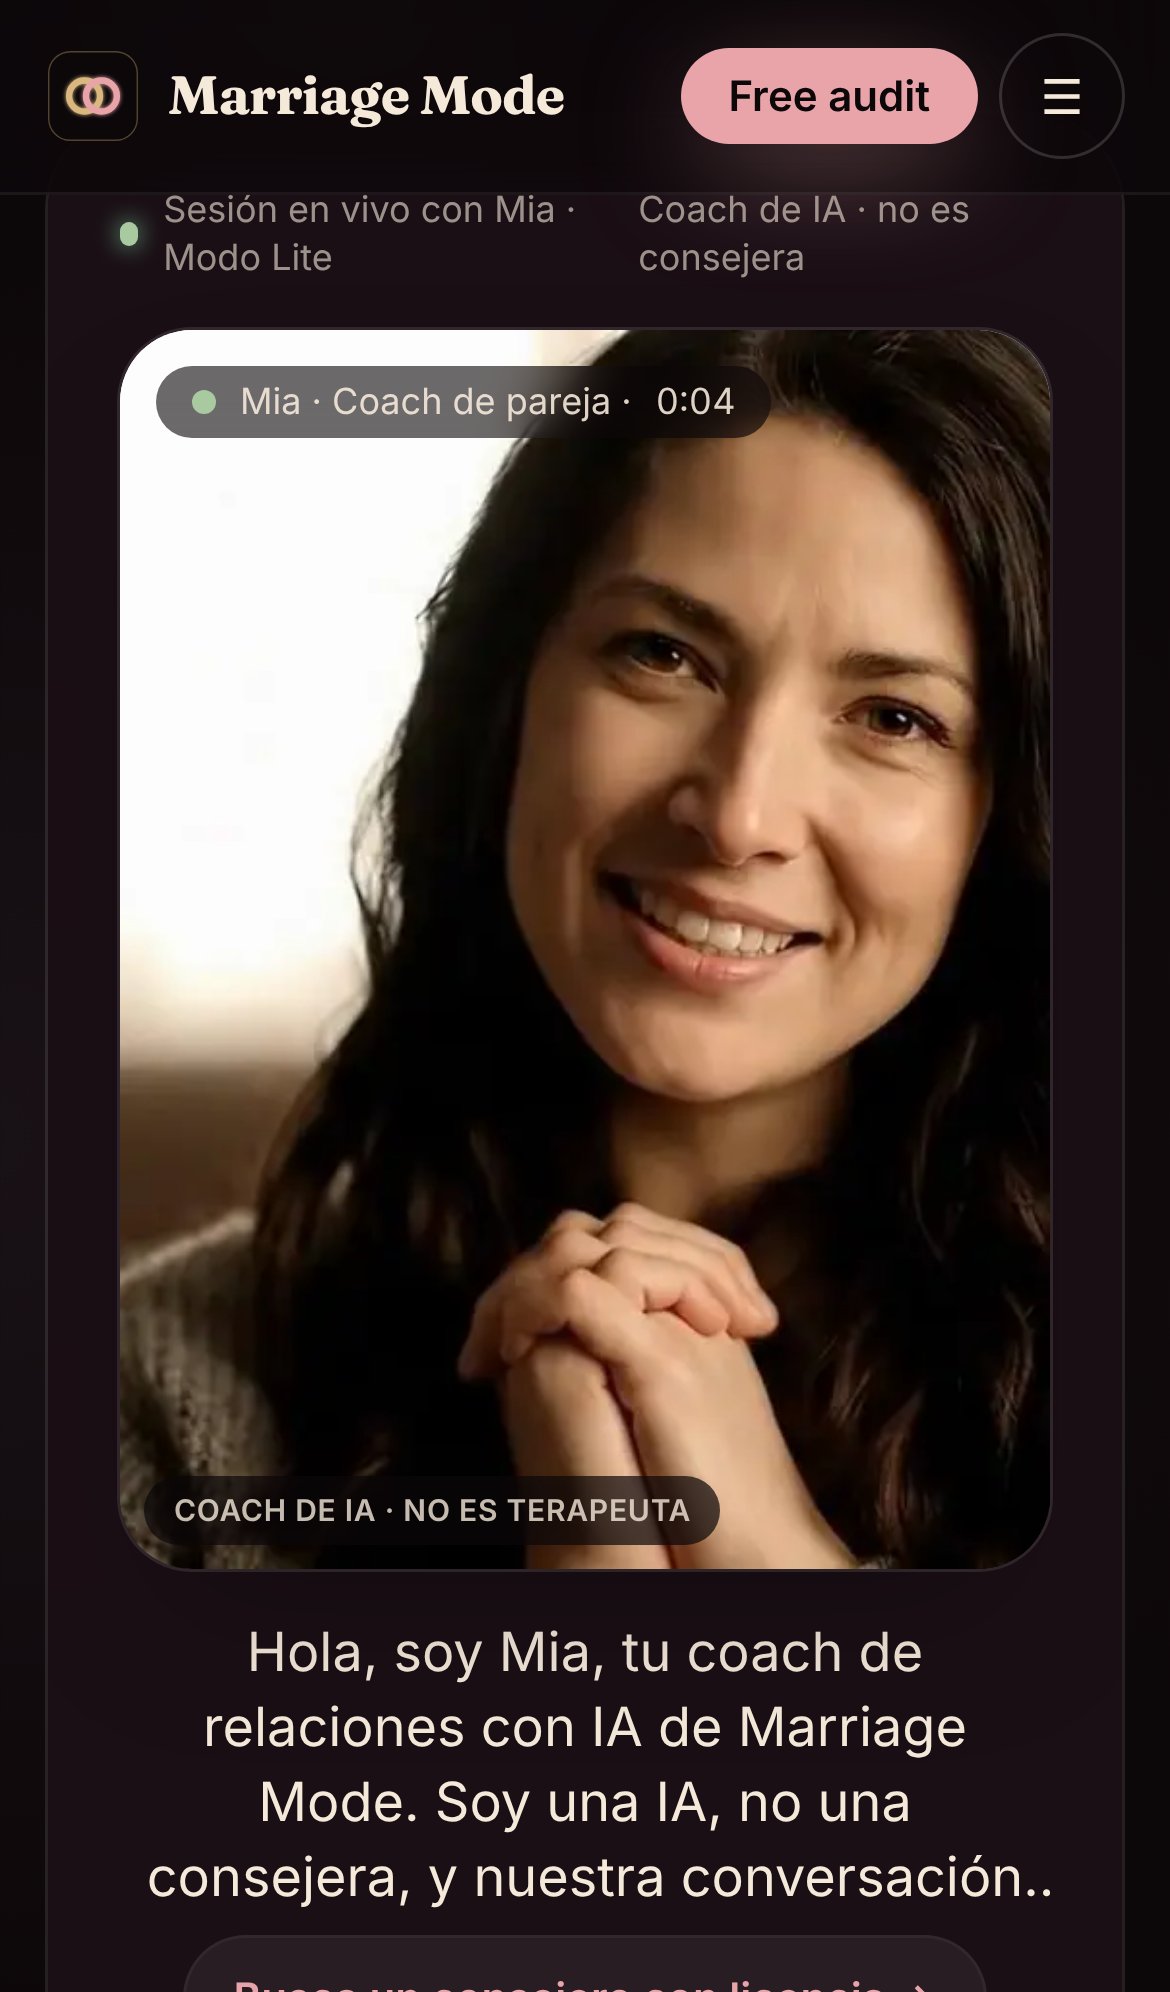 Marriage Mode
Free audit
Sesión en vivo con Mia ·
Modo Lite
Coach de IA · no es
consejera
Mia · Coach de pareja · 0:04
COACH DE IA · NO ES TERAPEUTA
Hola, soy Mia, tu coach de
relaciones con IA de Marriage
Mode. Soy una IA, no una
consejera, y nuestra conversación..